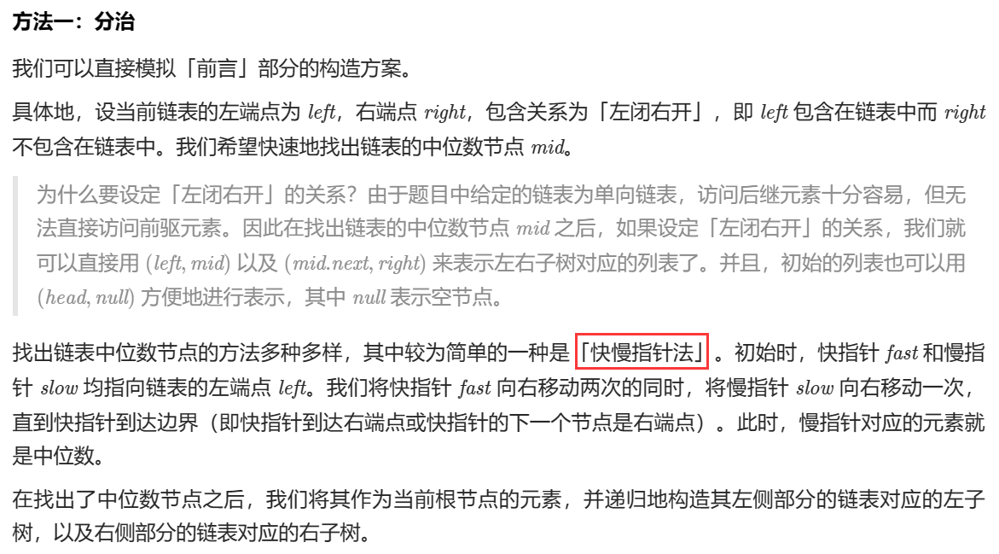 方法一：分治
我们可以直接模拟「前言」部分的构造方案。
具体地，设当前链表的左端点为 left，右端点 right，包含关系为「左闭右开」，即 left 包含在链表中而 right
不包含在链表中。我们希望快速地找出链表的中位数节点 mid。
为什么要设定「左闭右开」的关系？由于题目中给定的链表为单向链表，访问后继元素十分容易，但无
法直接访问前驱元素。因此在找出链表的中位数节点 mid 之后，如果设定「左闭右开」的关系，我们就
可以直接用 (left, mid) 以及 (mid.next, right) 来表示左右子树对应的列表了。并且，初始的列表也可以用
(head, null) 方便地进行表示，其中 null 表示空节点。
找出链表中位数节点的方法多种多样，其中较为简单的一种是「快慢指针法」。初始时，快指针 fast 和慢指
针 slow 均指向链表的左端点 left。我们将快指针 fast 向右移动两次的同时，将慢指针 slow 向右移动一次，
直到快指针到达边界（即快指针到达右端点或快指针的下一个节点是右端点）。此时，慢指针对应的元素就
是中位数。
在找出了中位数节点之后，我们将其作为当前根节点的元素，并递归地构造其左侧部分的链表对应的左子
树，以及右侧部分的链表对应的右子树。